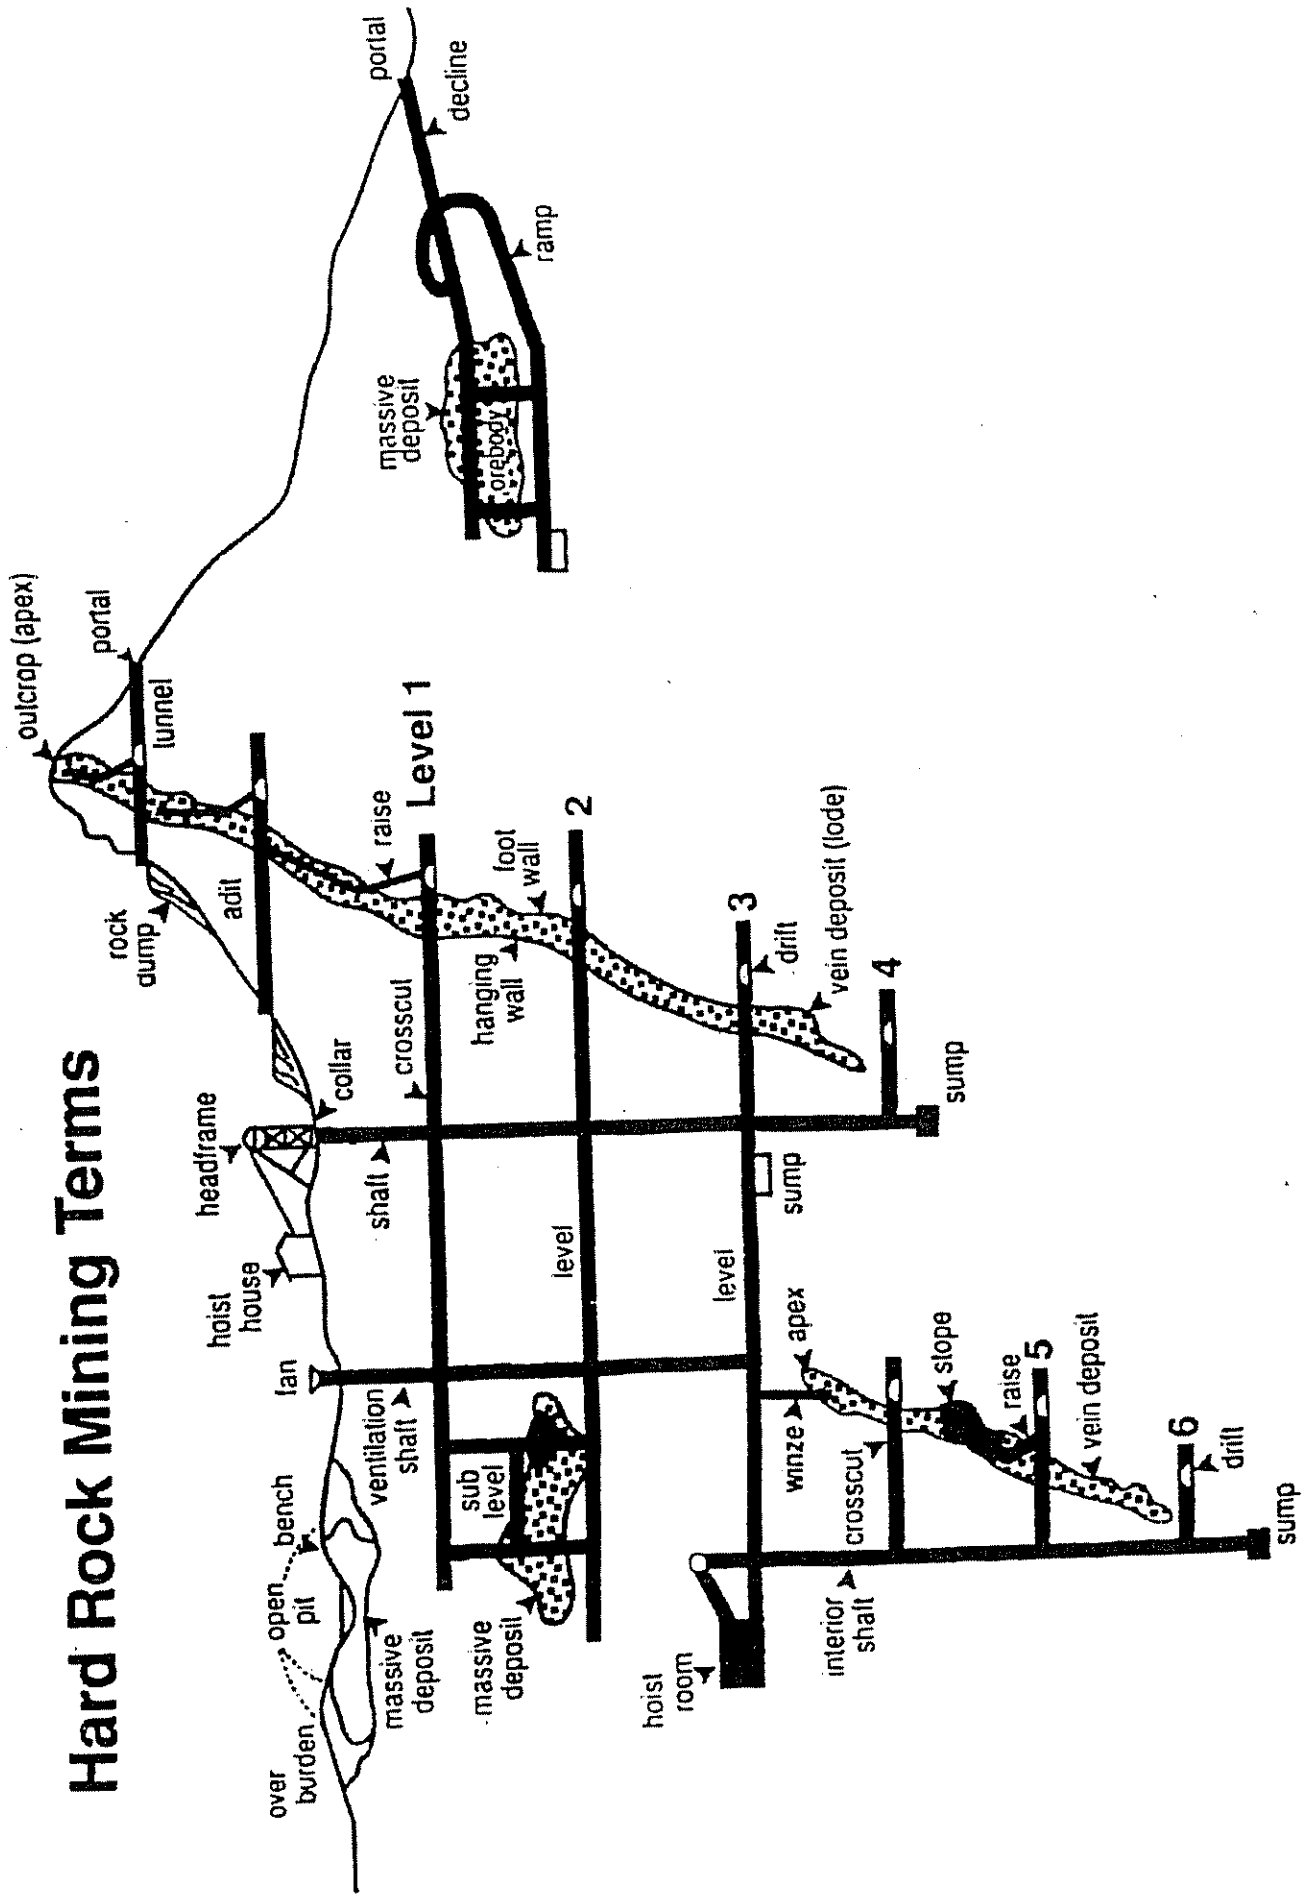 Hard Rock Mining Terms
outcrop (apex)
portal
tunnel
rock
dump
adit
headframe
collar
hoist
house
fan
bench
open
pit
over
burden
massive
deposit
ventilation
shaft
shaft
crosscut
raise
Level 1
portal
decline
ramp
massive
deposit
orebody
sub
level
massive
deposit
level
hanging
wall
foot
wall
2
hoist
room
level
sump
drift
3
vein deposit (lode)
winze
apex
4
sump
interior
shaft
crosscut
stope
raise
5
vein deposit
6
drift
sump